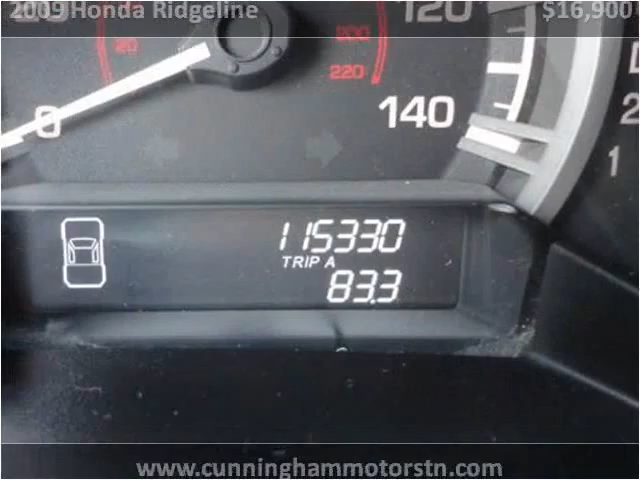 2009 Honda Ridgeline $16,900
20 200 120
220
0 140
D
2
1
115330
TRIP A
83.3
www.cunninghammotorstn.com